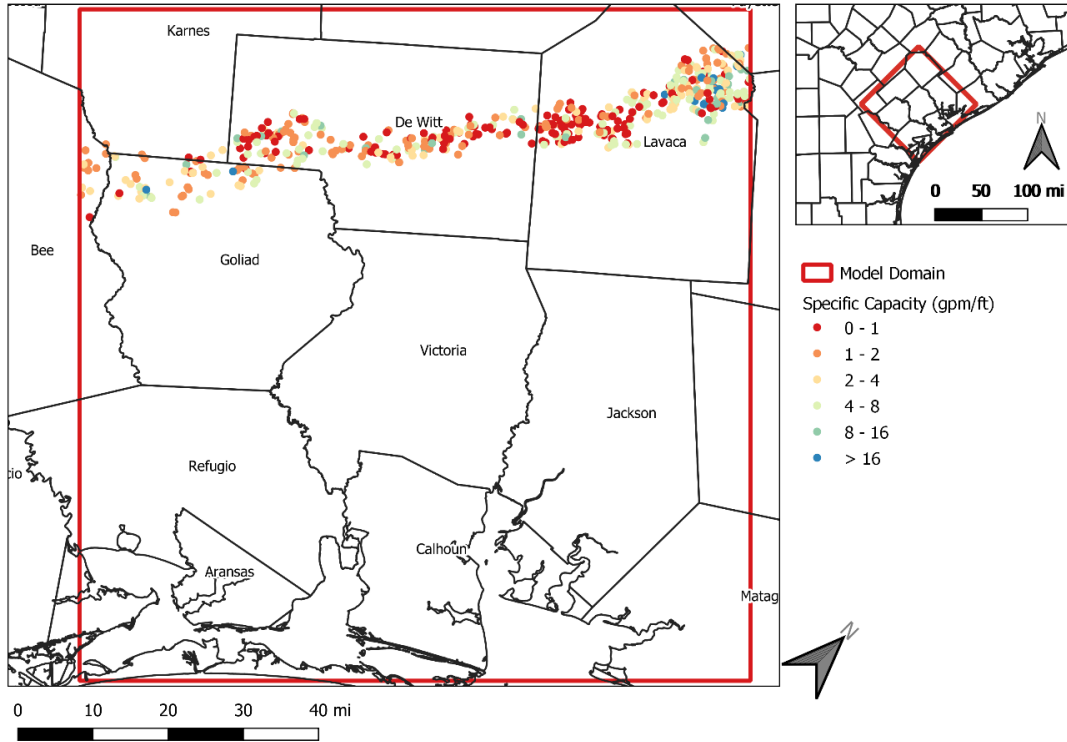 Karnes
De Witt
Lavaca
Bee
Goliad
Victoria
Jackson
Refugio
cio
Calhoun
Aransas
Matag
0 10 20 30 40 mi
N
N
0 50 100 mi
Model Domain
Specific Capacity (gpm/ft)
0 - 1
1 - 2
2 - 4
4 - 8
8 - 16
> 16